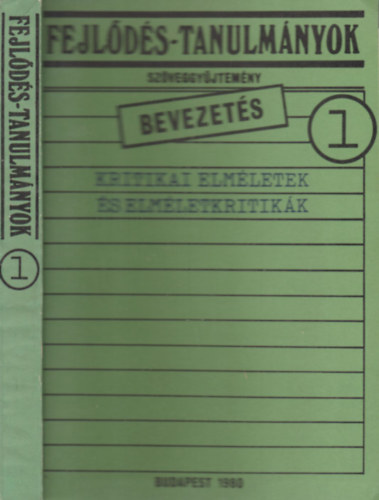 FEJLŐDÉS-TANULMÁNYOK
1
FEJLŐDÉS-TANULMÁNYOK
SZÖVEGGYŰJTEMÉNY
BEVEZETÉS
1
KRITIKAI ELMÉLETEK
ÉS ELMÉLETKRITIKÁK
BUDAPEST 1980